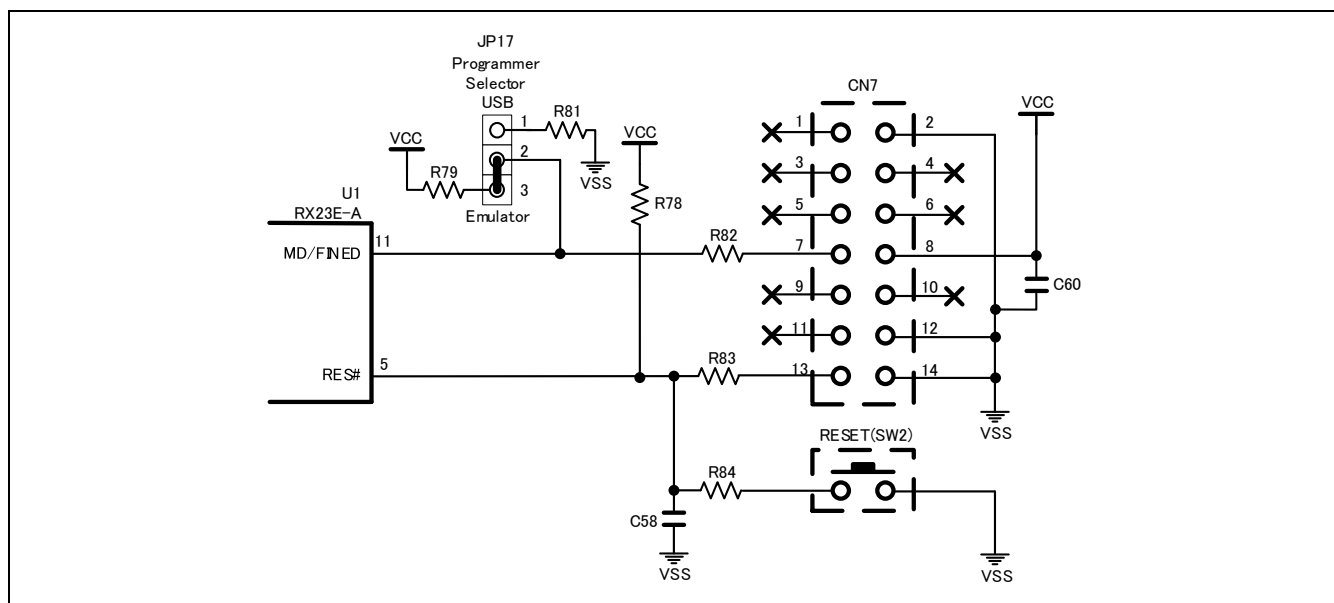 JP17
Programmer
Selector
USB
CN7
VCC
R81
1
1
2
VCC
VCC
2
VSS
3
4
R79
3
R78
U1
RX23E-A
Emulator
5
6
MD/FINED
11
R82
7
8
9
10
C60
11
12
RES#
5
R83
13
14
VSS
RESET(SW2)
R84
C58
VSS
VSS